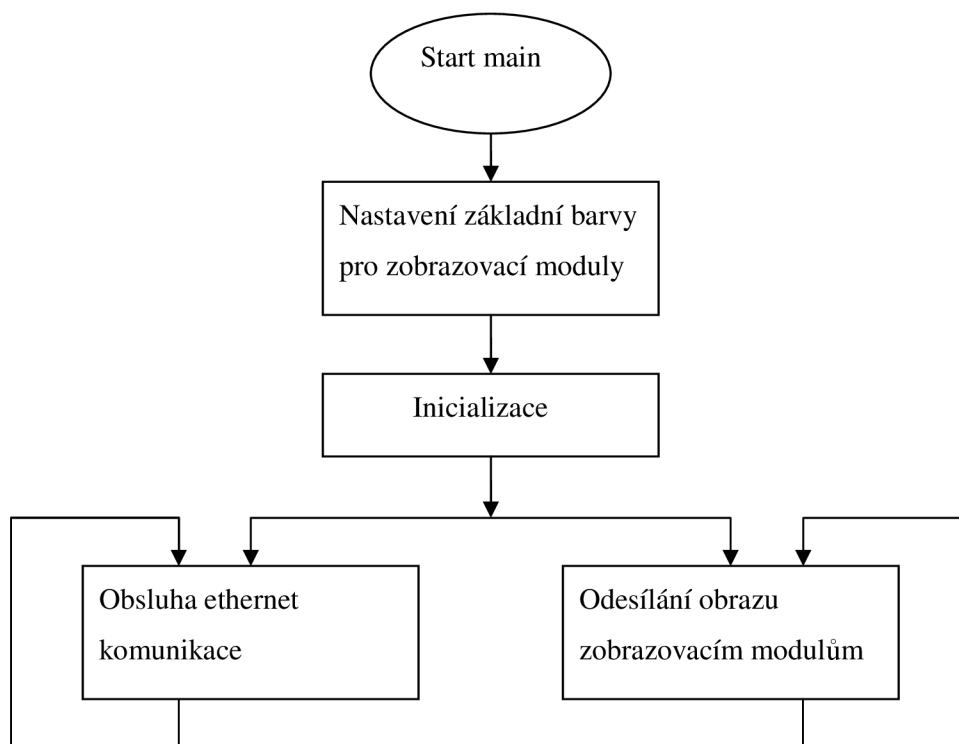 Start main
Nastavení základní barvy
pro zobrazovací moduly
Inicializace
Obsluha ethernet
komunikace
Odesílání obrazu
zobrazovacím modulům